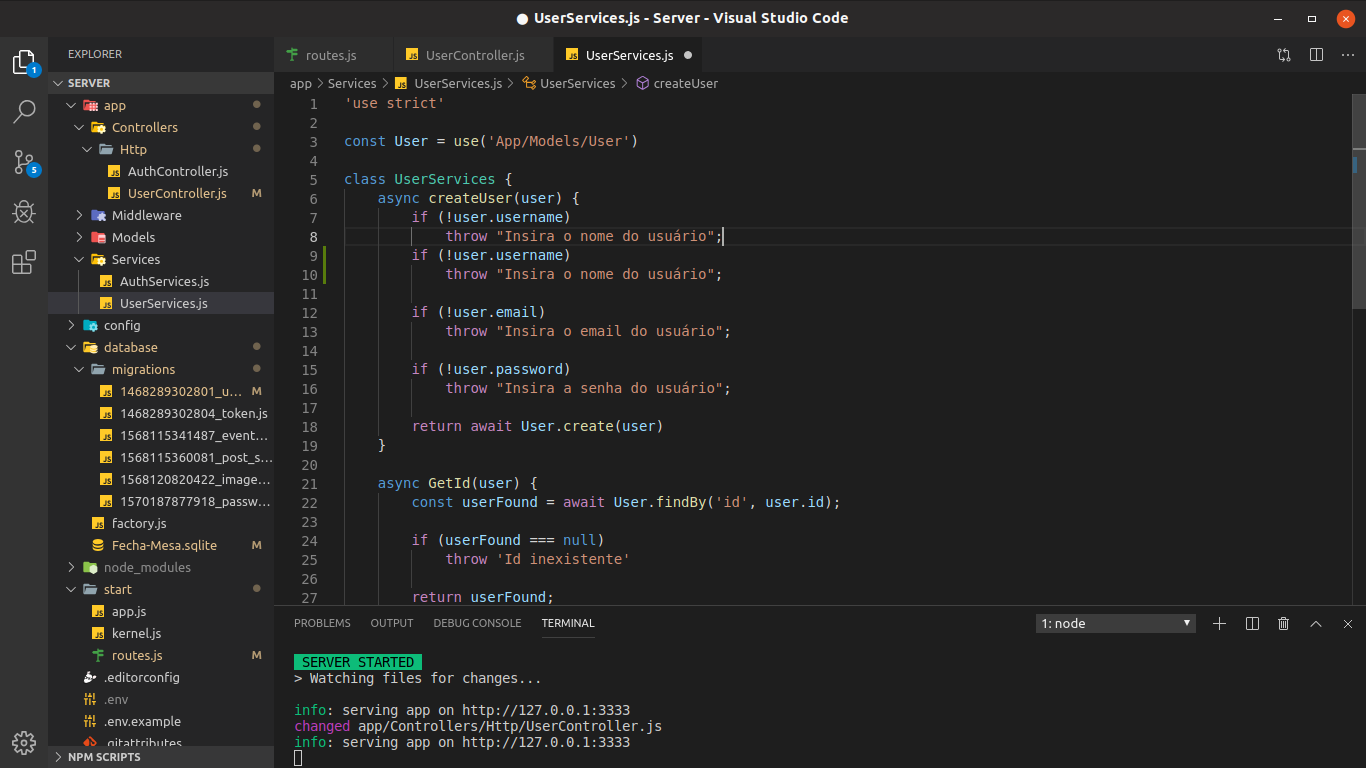 UserServices.js - Server - Visual Studio Code
EXPLORER
SERVER
app
Controllers
Http
AuthController.js
UserController.js M
Middleware
Models
Services
AuthServices.js
UserServices.js
config
database
migrations
1468289302801_u... M
1468289302804_token.js
1568115341487_event...
1568115360081_post_s...
1568120820422_image...
1570187877918_passw...
factory.js
Fecha-Mesa.sqlite M
node_modules
start
app.js
kernel.js
routes.js M
.editorconfig
.env
.env.example
.gitattributes
NPM SCRIPTS
1
5
routes.js UserController.js UserServices.js
app > Services > UserServices.js > UserServices > createUser
1 'use strict'
2
3 const User = use('App/Models/User')
4
5 class UserServices {
6 async createUser(user) {
7 if (!user.username)
8 throw "Insira o nome do usuário";
9 if (!user.username)
10 throw "Insira o nome do usuário";
11
12 if (!user.email)
13 throw "Insira o email do usuário";
14
15 if (!user.password)
16 throw "Insira a senha do usuário";
17
18 return await User.create(user)
19 }
20
21 async GetId(user) {
22 const userFound = await User.findBy('id', user.id);
23
24 if (userFound === null)
25 throw 'Id inexistente'
26
27 return userFound;
PROBLEMS OUTPUT DEBUG CONSOLE TERMINAL 1: node
SERVER STARTED
> Watching files for changes...
info: serving app on http://127.0.0.1:3333
changed app/Controllers/Http/UserController.js
info: serving app on http://127.0.0.1:3333